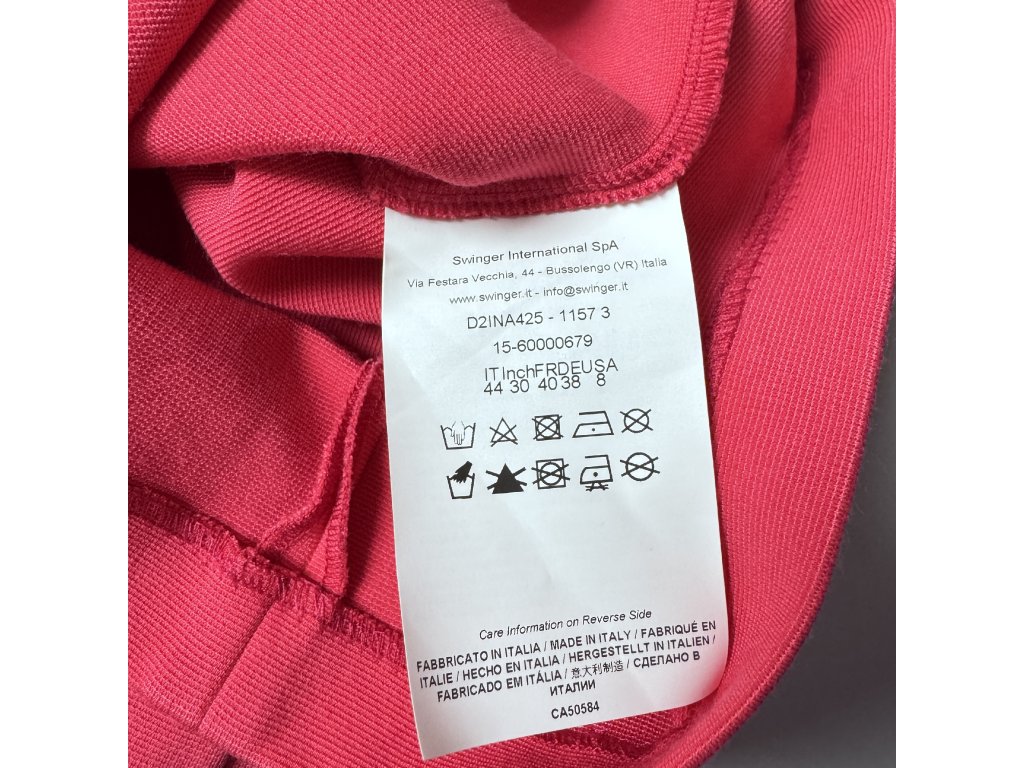 Swinger International SpA
Via Festara Vecchia, 44 - Bussolengo (VR) Italia
www.swinger.it - info@swinger.it
D2INA425 - 1157 3
15-60000679
IT Inch FR DE USA
44 30 40 38 8
Care Information on Reverse Side
FABBRICATO IN ITALIA / MADE IN ITALY / FABRIQUÉ EN
ITALIE / HECHO EN ITALIA / HERGESTELLT IN ITALIEN /
FABRICADO EM ITÁLIA / 意大利制造 / СДЕЛАНО В
ИТАЛИИ
CA50584